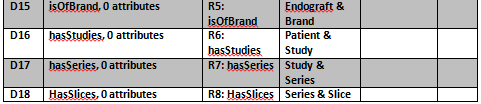 D15 isOfBrand, 0 attributes R5: Endograft &
isOfBrand Brand
D16 hasStudies, 0 attributes R6: Patient &
hasStudies Study
D17 hasSeries, 0 attributes R7: hasSeries Study &
Series
D18 HasSlices, 0 attributes R8: HasSlices Series & Slice